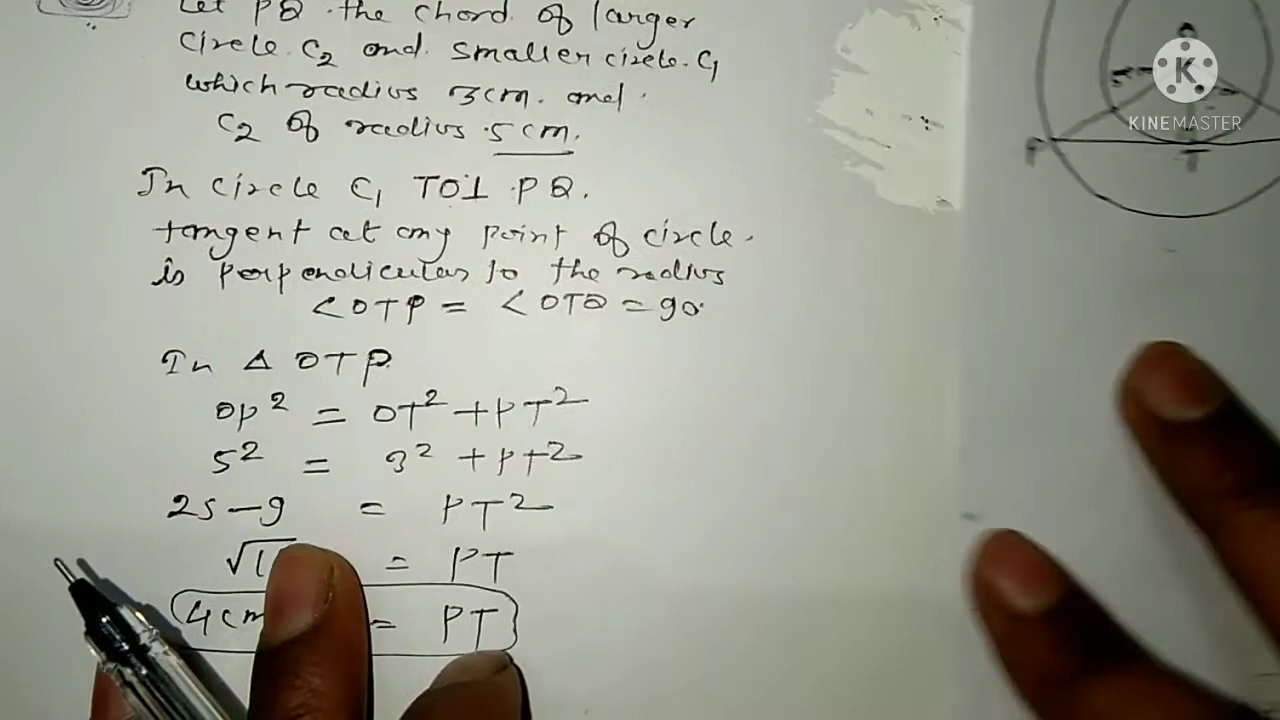 Let PQ the chord of larger
circle C2 and smaller circle C1
which radius 3cm. and
C2 of radius 5cm.
In circle C1 TO⊥ PQ.
tangent at any point of circle.
is perpendicular to the radius
<OTP = <OTQ = 90°
In Δ OTP
OP² = OT² + PT²
5² = 3² + PT²
25 - 9 = PT²
= PT
4cm = PT
K
KINEMASTER
P
T